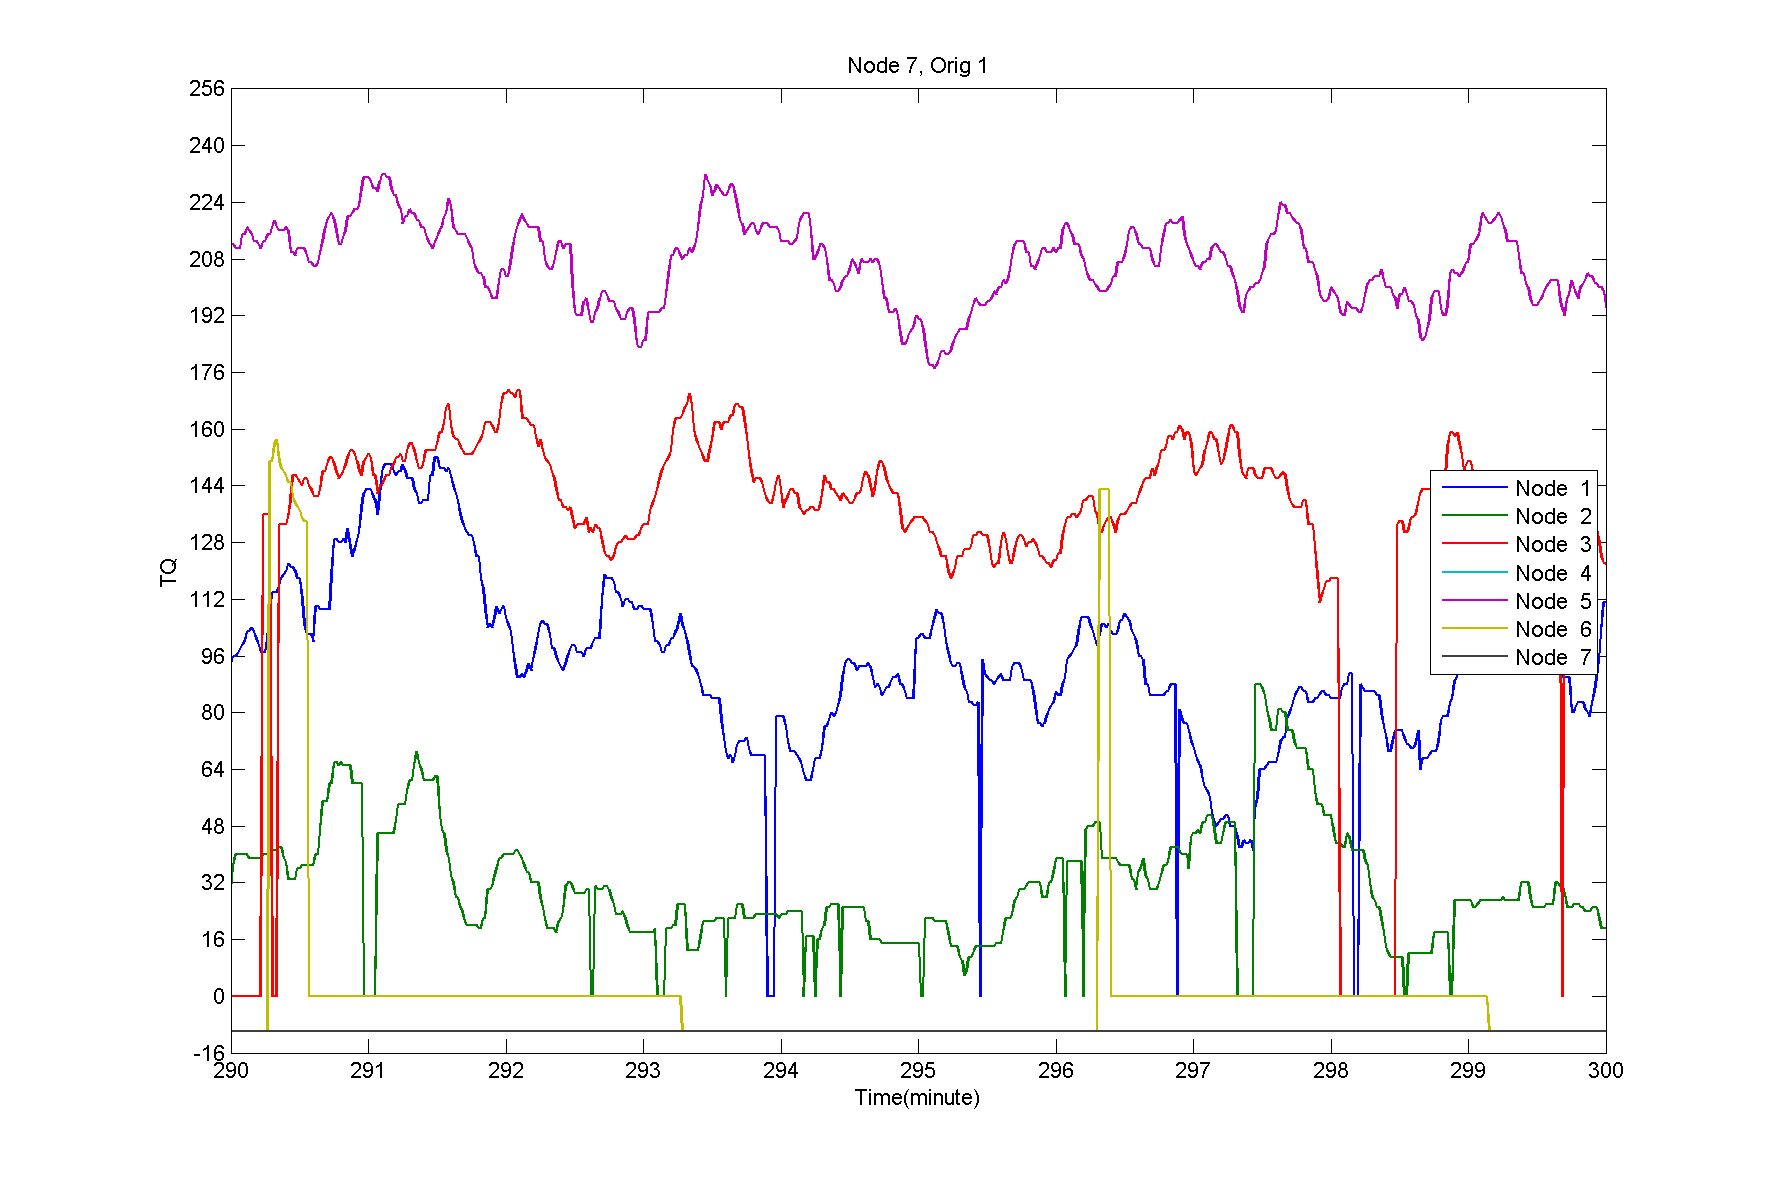 Node 7, Orig 1
256
240
224
208
192
176
160
144
128
112
96
80
64
48
32
16
0
-16
TQ
Node 1
Node 2
Node 3
Node 4
Node 5
Node 6
Node 7
290 291 292 293 294 295 296 297 298 299 300
Time(minute)